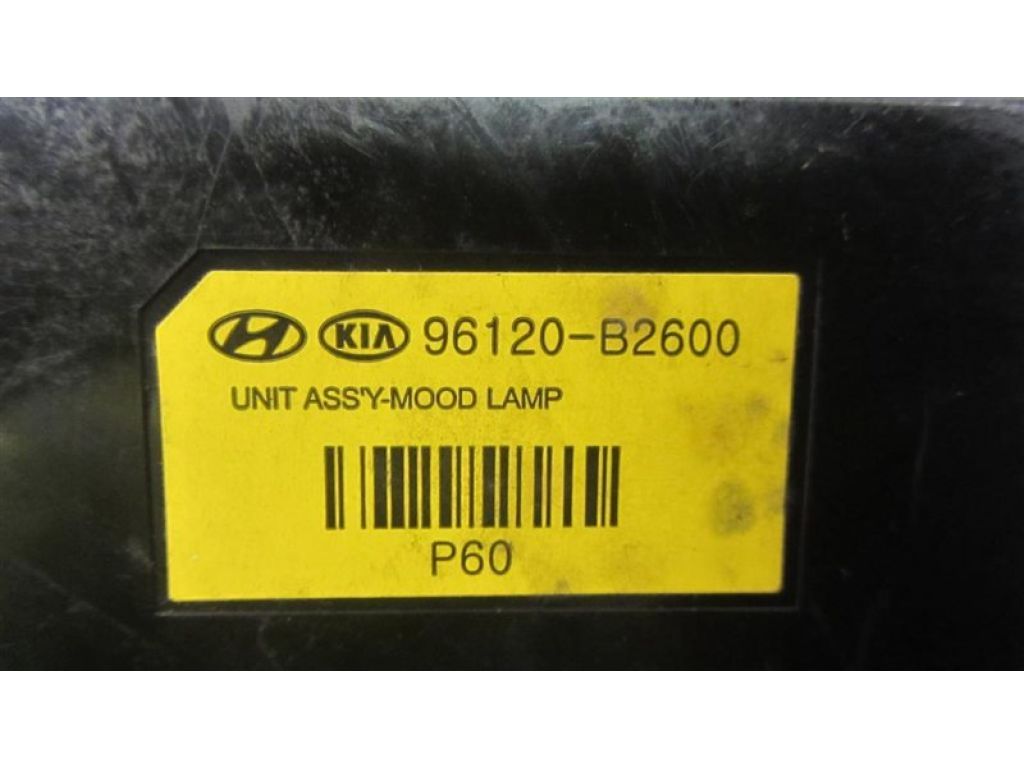 KIA 96120-B2600
UNIT ASS'Y-MOOD LAMP
P60